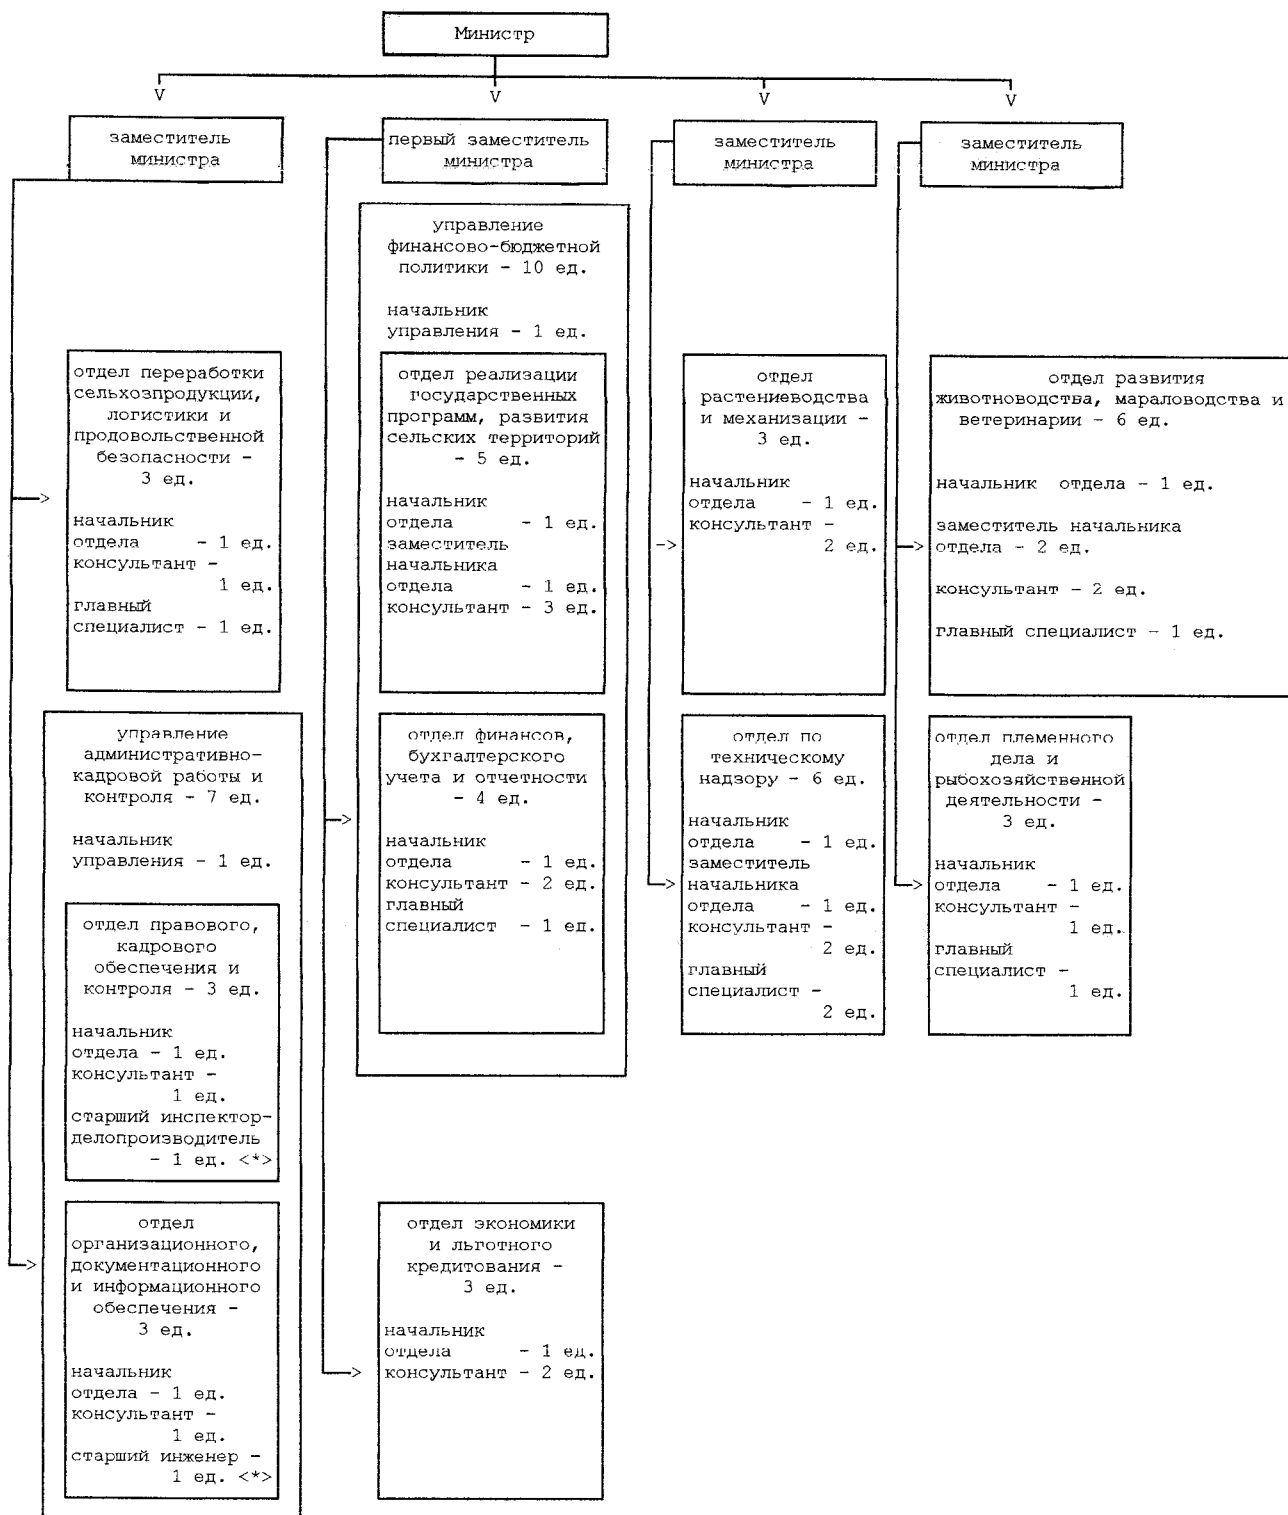 Министр
V
V
V
V
заместитель
министра
первый заместитель
министра
заместитель
министра
заместитель
министра
отдел переработки
сельхозпродукции,
логистики и
продовольственной
безопасности -
3 ед.
начальник
отдела - 1 ед.
консультант -
1 ед.
главный
специалист - 1 ед.
управление
административно-
кадровой работы и
контроля - 7 ед.
начальник
управления - 1 ед.
отдел правового,
кадрового
обеспечения и
контроля - 3 ед.
начальник
отдела - 1 ед.
консультант -
1 ед.
старший инспектор-
делопроизводитель
- 1 ед. <*>
отдел
организационного,
документационного
и информационного
обеспечения -
3 ед.
начальник
отдела - 1 ед.
консультант -
1 ед.
старший инженер -
1 ед. <*>
управление
финансово-бюджетной
политики - 10 ед.
начальник
управления - 1 ед.
отдел реализации
государственных
программ, развития
сельских территорий
- 5 ед.
начальник
отдела - 1 ед.
заместитель
начальника
отдела - 1 ед.
консультант - 3 ед.
отдел финансов,
бухгалтерского
учета и отчетности
- 4 ед.
начальник
отдела - 1 ед.
консультант - 2 ед.
главный
специалист - 1 ед.
отдел экономики
и льготного
кредитования -
3 ед.
начальник
отдела - 1 ед.
консультант - 2 ед.
отдел
растениеводства
и механизации -
3 ед.
начальник
отдела - 1 ед.
консультант -
2 ед.
отдел по
техническому
надзору - 6 ед.
начальник
отдела - 1 ед.
заместитель
начальника
отдела - 1 ед.
консультант -
2 ед.
главный
специалист -
2 ед.
отдел развития
животноводства, мараловодства и
ветеринарии - 6 ед.
начальник отдела - 1 ед.
заместитель начальника
отдела - 2 ед.
консультант - 2 ед.
главный специалист - 1 ед.
отдел племенного
дела и
рыбохозяйственной
деятельности -
3 ед.
начальник
отдела - 1 ед.
консультант -
1 ед.
главный
специалист -
1 ед.